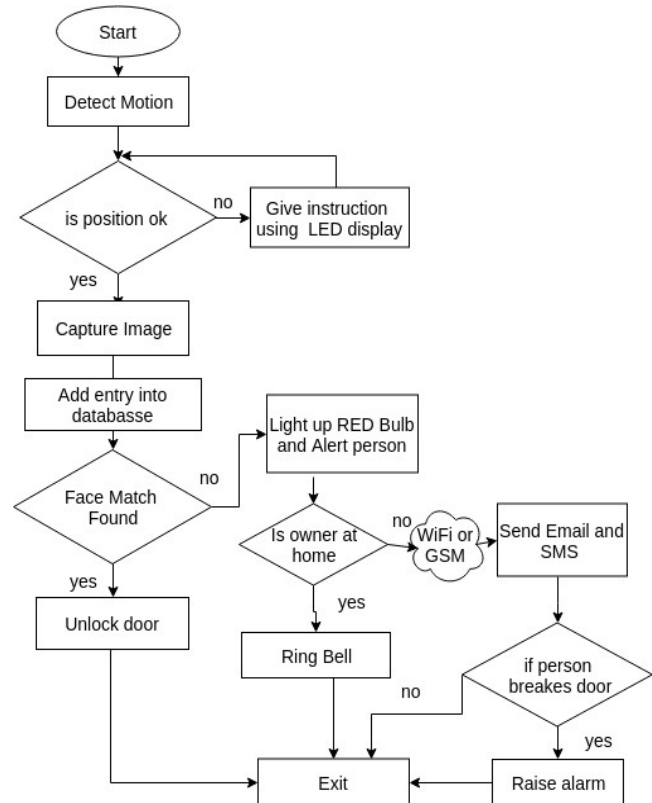 Start
Detect Motion
is position ok
no
Give instruction
using LED display
yes
Capture Image
Add entry into
databasse
Face Match
Found
no
Light up RED Bulb
and Alert person
Is owner at
home
no
WiFi or
GSM
Send Email and
SMS
yes
Unlock door
yes
Ring Bell
if person
breakes door
no
yes
Exit
Raise alarm